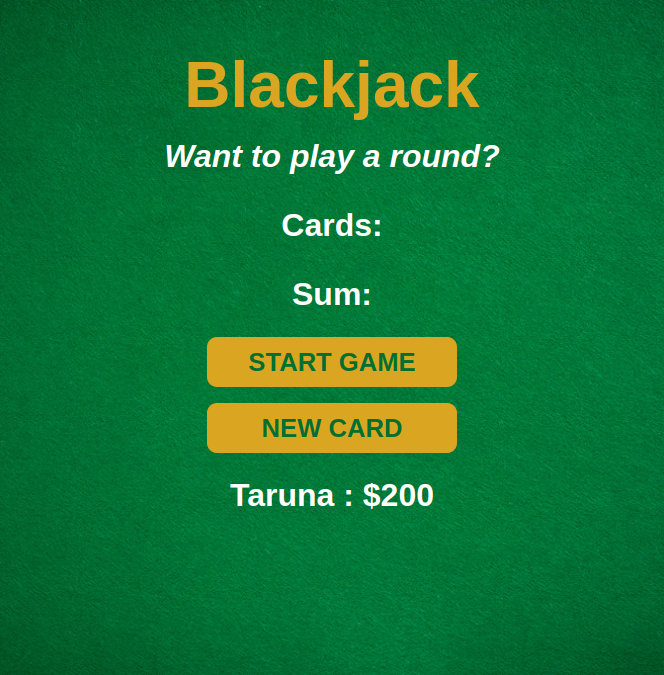 Blackjack
Want to play a round?
Cards:
Sum:
START GAME
NEW CARD
Taruna : $200